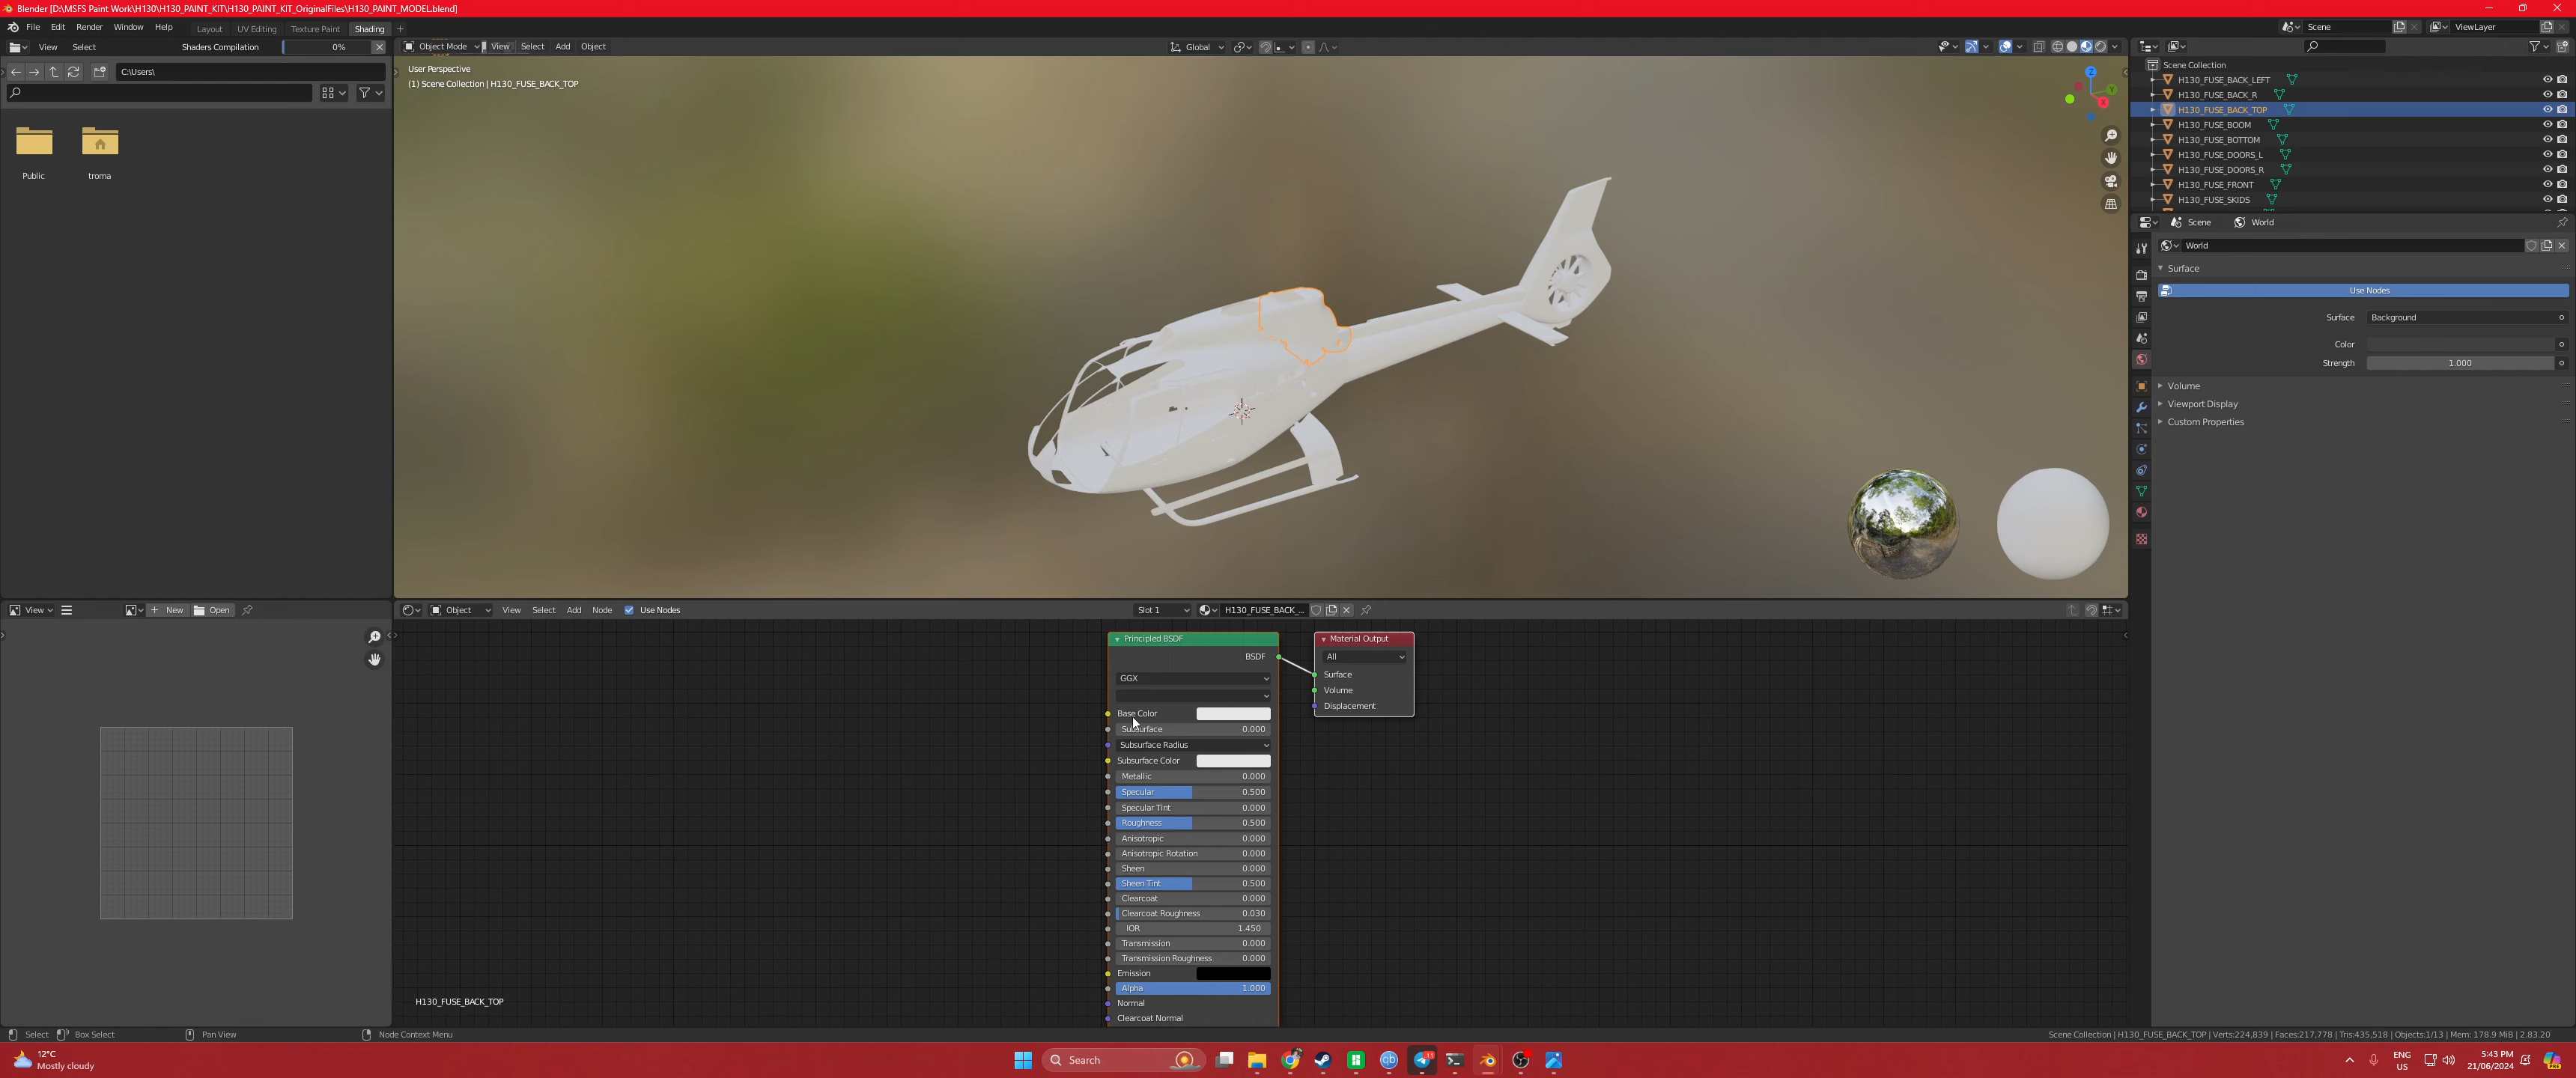 Blender [D:\MSFS Paint Work\H130\H130_PAINT_KIT\H130_PAINT_KIT_OriginalFiles\H130_PAINT_MODEL.blend]
File Edit Render Window Help Layout UV Editing Texture Paint Shading + Scene ViewLayer
View Select Shaders Compilation 0% Object Mode View Select Add Object Global
C:\Users\
Public troma
User Perspective
(1) Scene Collection | H130_FUSE_BACK_TOP
Z
Y
X
Scene Collection
H130_FUSE_BACK_LEFT
H130_FUSE_BACK_R
H130_FUSE_BACK_TOP
H130_FUSE_BOOM
H130_FUSE_BOTTOM
H130_FUSE_DOORS_L
H130_FUSE_DOORS_R
H130_FUSE_FRONT
H130_FUSE_SKIDS
Scene World
World
Surface
Use Nodes
Surface Background
Color
Strength 1.000
Volume
Viewport Display
Custom Properties
View New Open
Object View Select Add Node Use Nodes Slot 1 H130_FUSE_BACK_...
Principled BSDF
BSDF
GGX
Base Color
Subsurface 0.000
Subsurface Radius
Subsurface Color
Metallic 0.000
Specular 0.500
Specular Tint 0.000
Roughness 0.500
Anisotropic 0.000
Anisotropic Rotation 0.000
Sheen 0.000
Sheen Tint 0.500
Clearcoat 0.000
Clearcoat Roughness 0.030
IOR 1.450
Transmission 0.000
Transmission Roughness 0.000
Emission
Alpha 1.000
Normal
Clearcoat Normal
Material Output
All
Surface
Volume
Displacement
H130_FUSE_BACK_TOP
Select Box Select Pan View Node Context Menu
Scene Collection | H130_FUSE_BACK_TOP | Verts:224,839 | Faces:217,778 | Tris:435,518 | Objects:1/13 | Mem: 178.9 MiB | 2.83.20
12°C
Mostly cloudy
Search
ENG
US
5:43 PM
21/06/2024